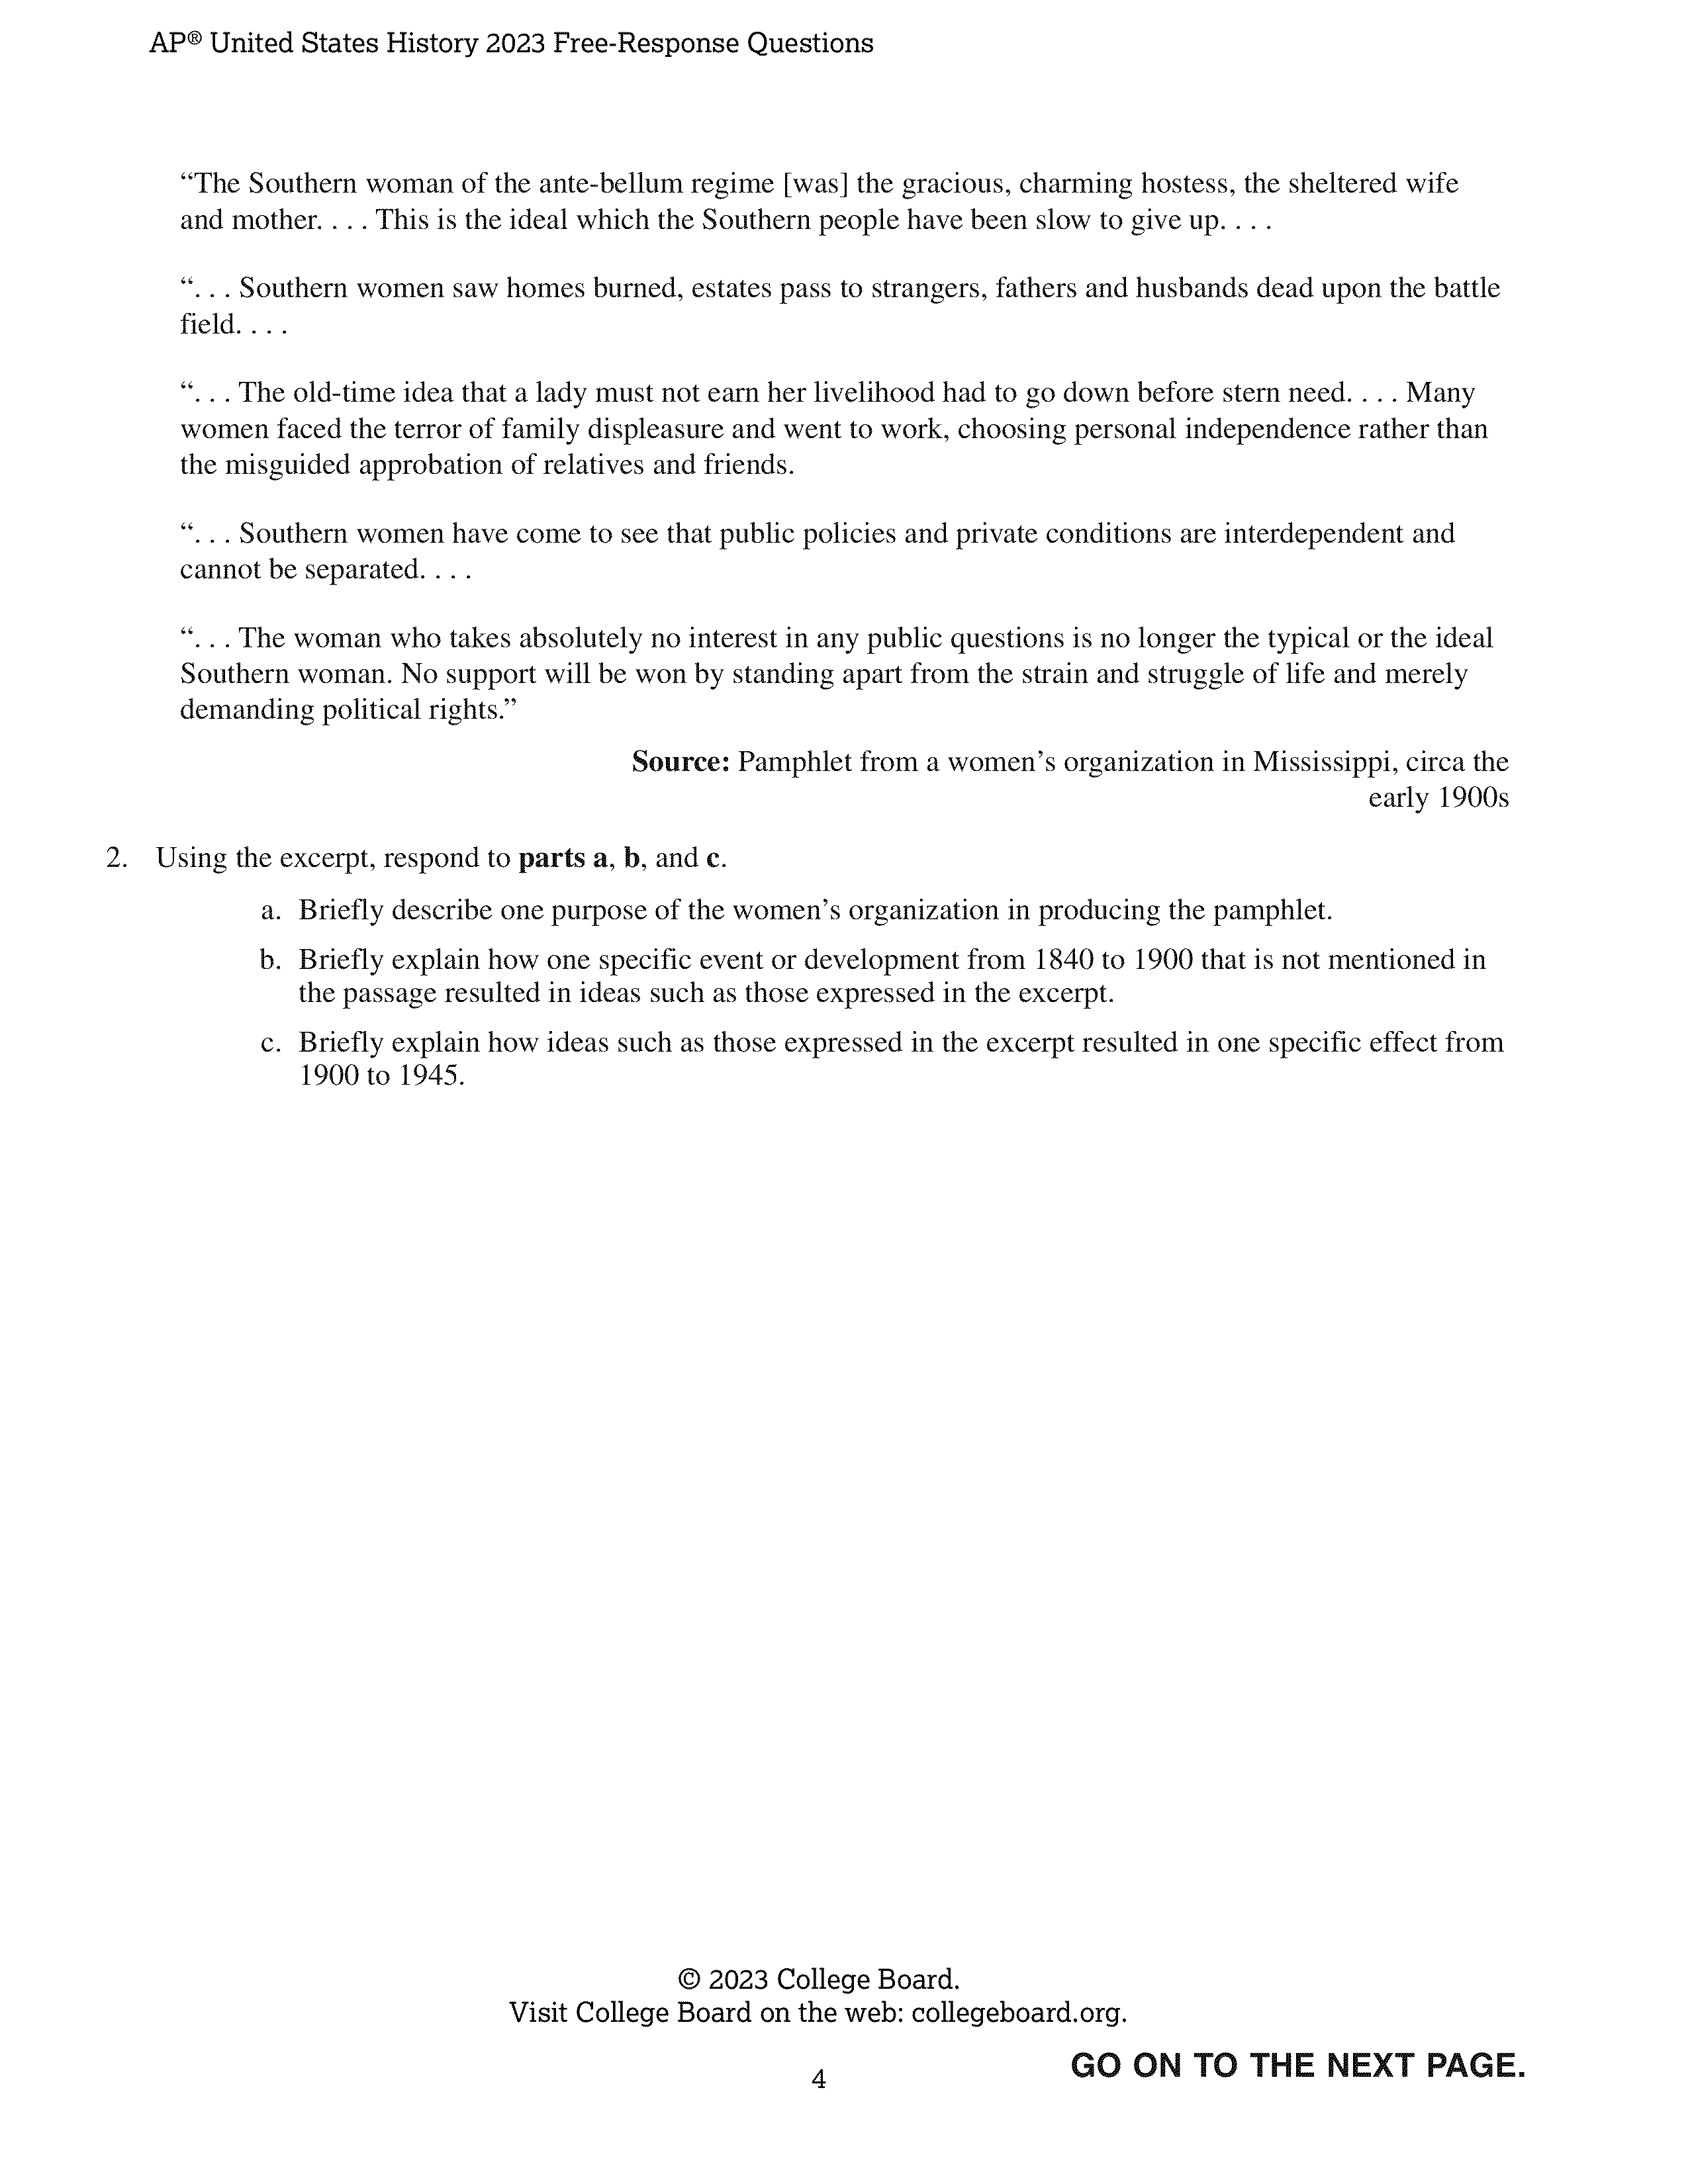 AP® United States History 2023 Free-Response Questions
“The Southern woman of the ante-bellum regime [was] the gracious, charming hostess, the sheltered wife
and mother. . . . This is the ideal which the Southern people have been slow to give up. . . .
“. . . Southern women saw homes burned, estates pass to strangers, fathers and husbands dead upon the battle
field. . . .
“. . . The old-time idea that a lady must not earn her livelihood had to go down before stern need. . . . Many
women faced the terror of family displeasure and went to work, choosing personal independence rather than
the misguided approbation of relatives and friends.
“. . . Southern women have come to see that public policies and private conditions are interdependent and
cannot be separated. . . .
“. . . The woman who takes absolutely no interest in any public questions is no longer the typical or the ideal
Southern woman. No support will be won by standing apart from the strain and struggle of life and merely
demanding political rights.”
Source: Pamphlet from a women’s organization in Mississippi, circa the
early 1900s
2. Using the excerpt, respond to parts a, b, and c.
a. Briefly describe one purpose of the women’s organization in producing the pamphlet.
b. Briefly explain how one specific event or development from 1840 to 1900 that is not mentioned in
the passage resulted in ideas such as those expressed in the excerpt.
c. Briefly explain how ideas such as those expressed in the excerpt resulted in one specific effect from
1900 to 1945.
© 2023 College Board.
Visit College Board on the web: collegeboard.org.
GO ON TO THE NEXT PAGE.
4